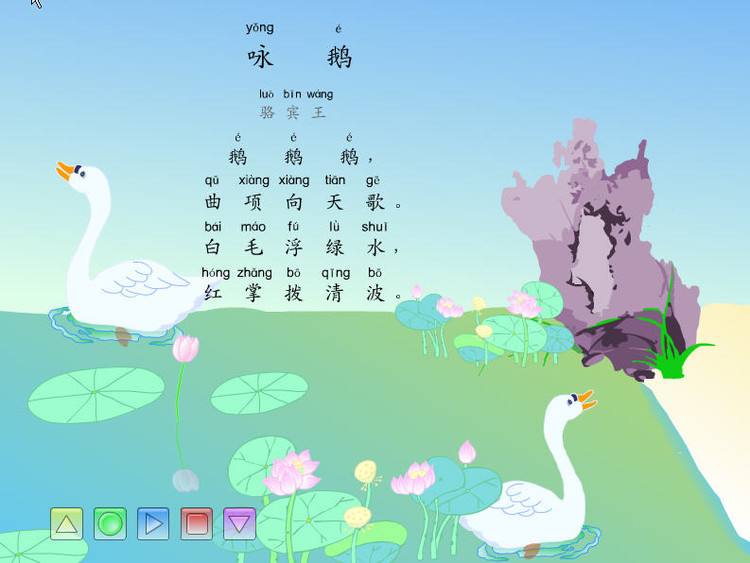 yǒng é
咏 鹅
luò bīn wáng
骆 宾 王
é é é
鹅 鹅 鹅，
qū xiàng xiàng tiān gē
曲 项 向 天 歌。
bái máo fú lǜ shuǐ
白 毛 浮 绿 水，
hóng zhǎng bō qīng bō
红 掌 拨 清 波。